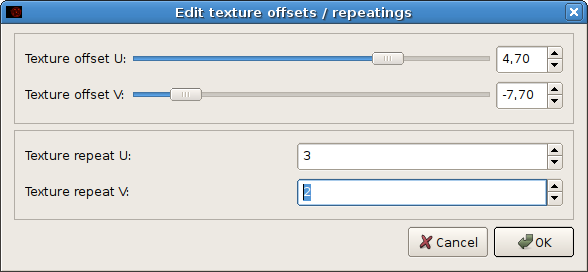 Edit texture offsets / repeatings
Texture offset U: 4,70
Texture offset V: -7,70
Texture repeat U: 3
Texture repeat V: 2
Cancel OK